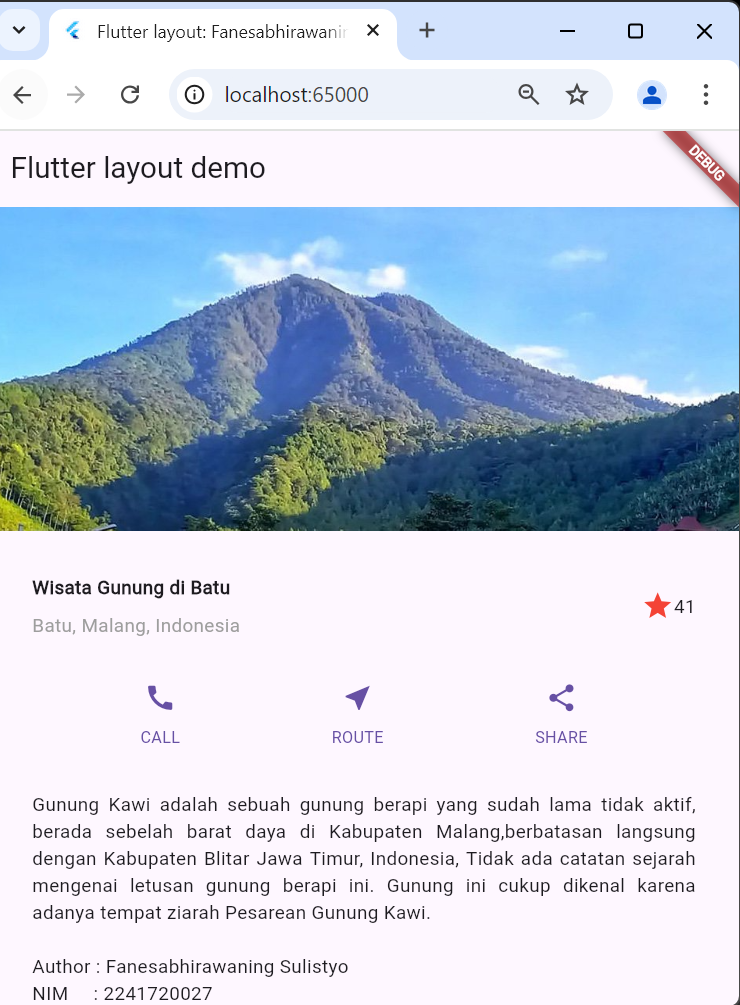 Flutter layout: Fanesabhirawanin
localhost:65000
Flutter layout demo
DEBUG
Wisata Gunung di Batu
Batu, Malang, Indonesia
41
CALL ROUTE SHARE
Gunung Kawi adalah sebuah gunung berapi yang sudah lama tidak aktif,
berada sebelah barat daya di Kabupaten Malang,berbatasan langsung
dengan Kabupaten Blitar Jawa Timur, Indonesia, Tidak ada catatan sejarah
mengenai letusan gunung berapi ini. Gunung ini cukup dikenal karena
adanya tempat ziarah Pesarean Gunung Kawi.
Author : Fanesabhirawaning Sulistyo
NIM : 2241720027